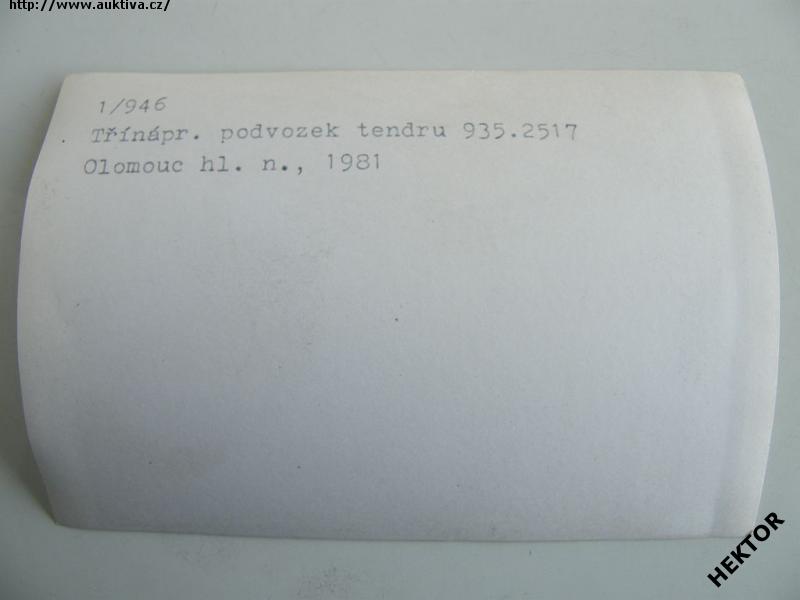 http://www.auktiva.cz/
1/946
Třínápr. podvozek tendru 935.2517
Olomouc hl. n., 1981
HEKTOR